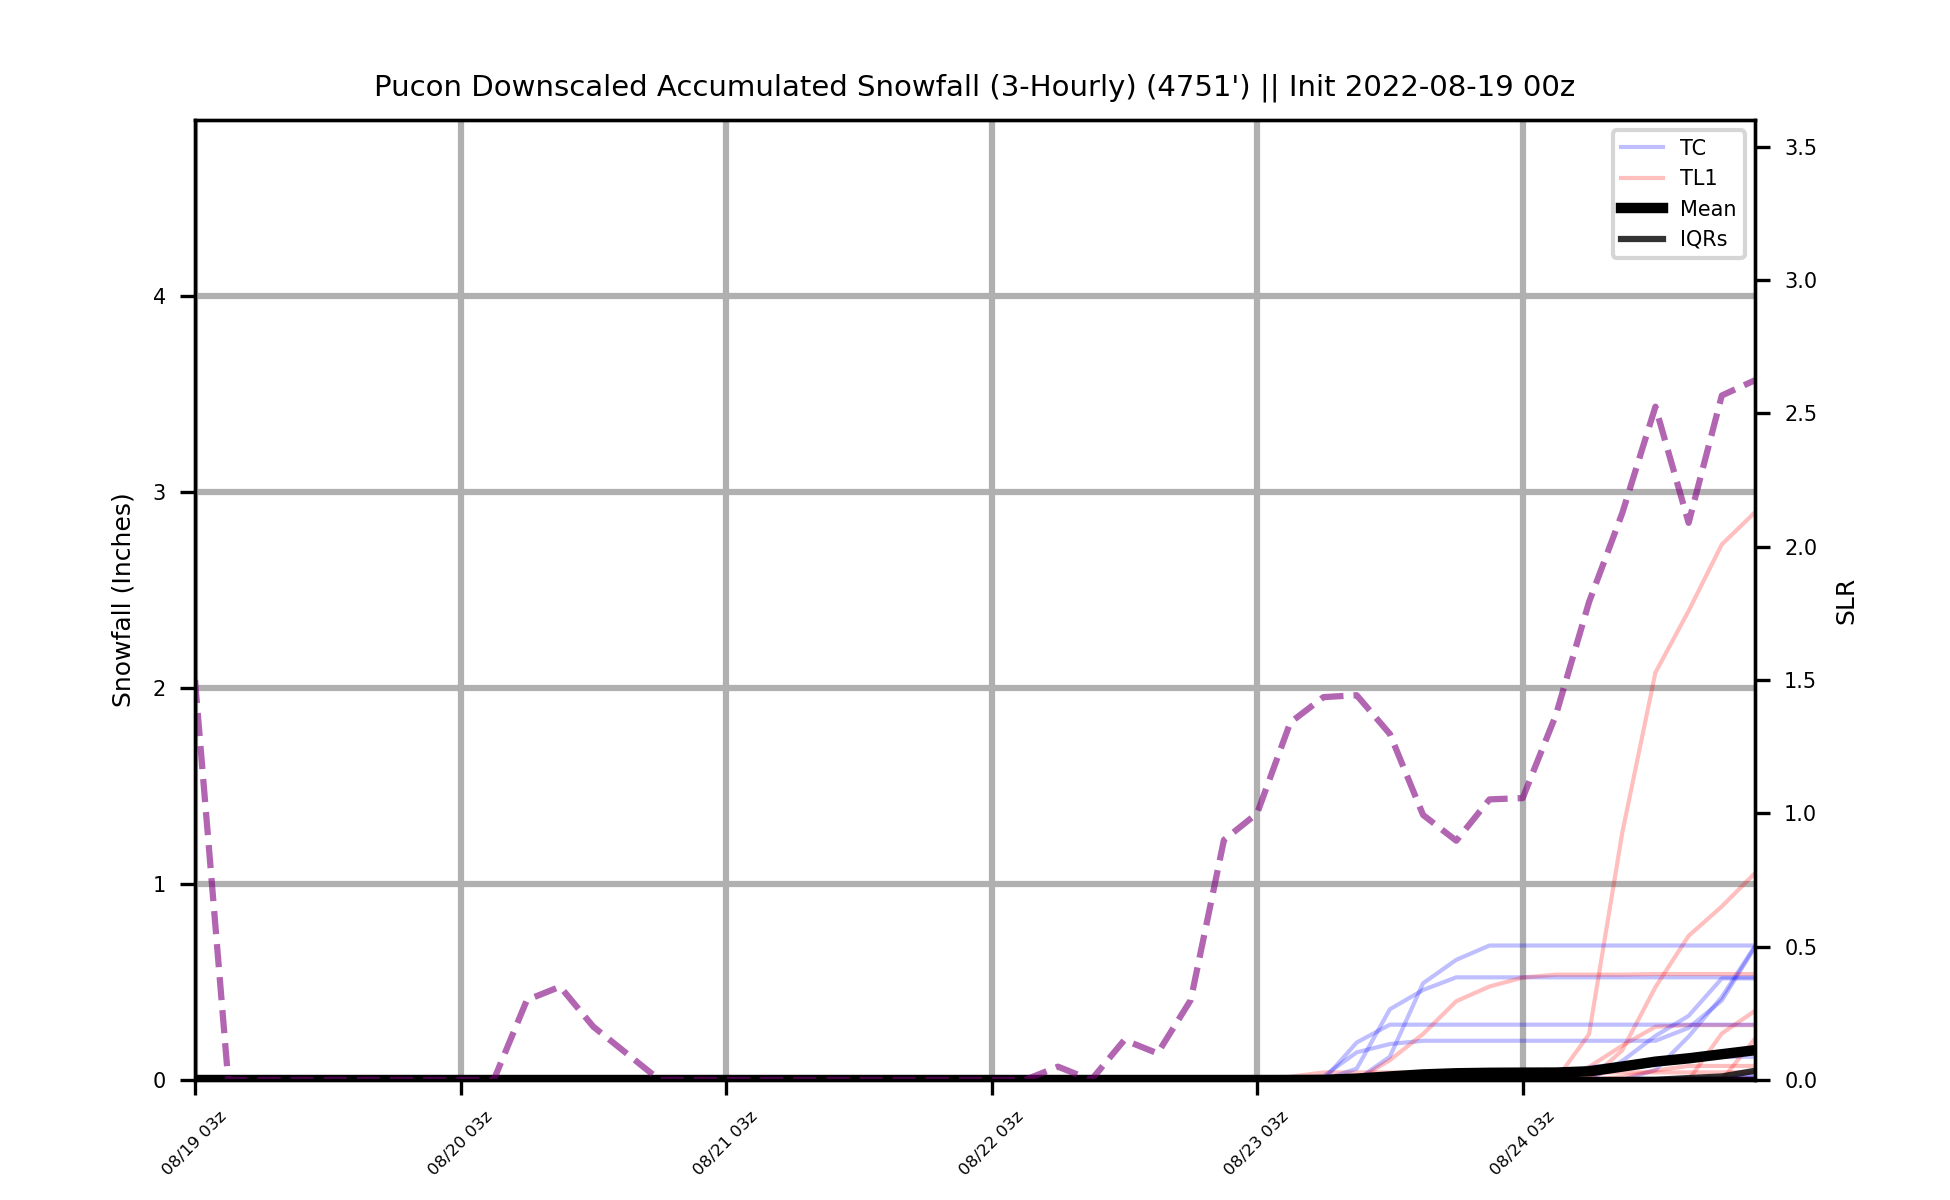 Pucon Downscaled Accumulated Snowfall (3-Hourly) (4751') || Init 2022-08-19 00z
TC
TL1
Mean
IQRs
Snowfall (Inches)
4
3
2
1
0
3.5
3.0
2.5
2.0
1.5
1.0
0.5
0.0
SLR
08/19 03z
08/20 03z
08/21 03z
08/22 03z
08/23 03z
08/24 03z